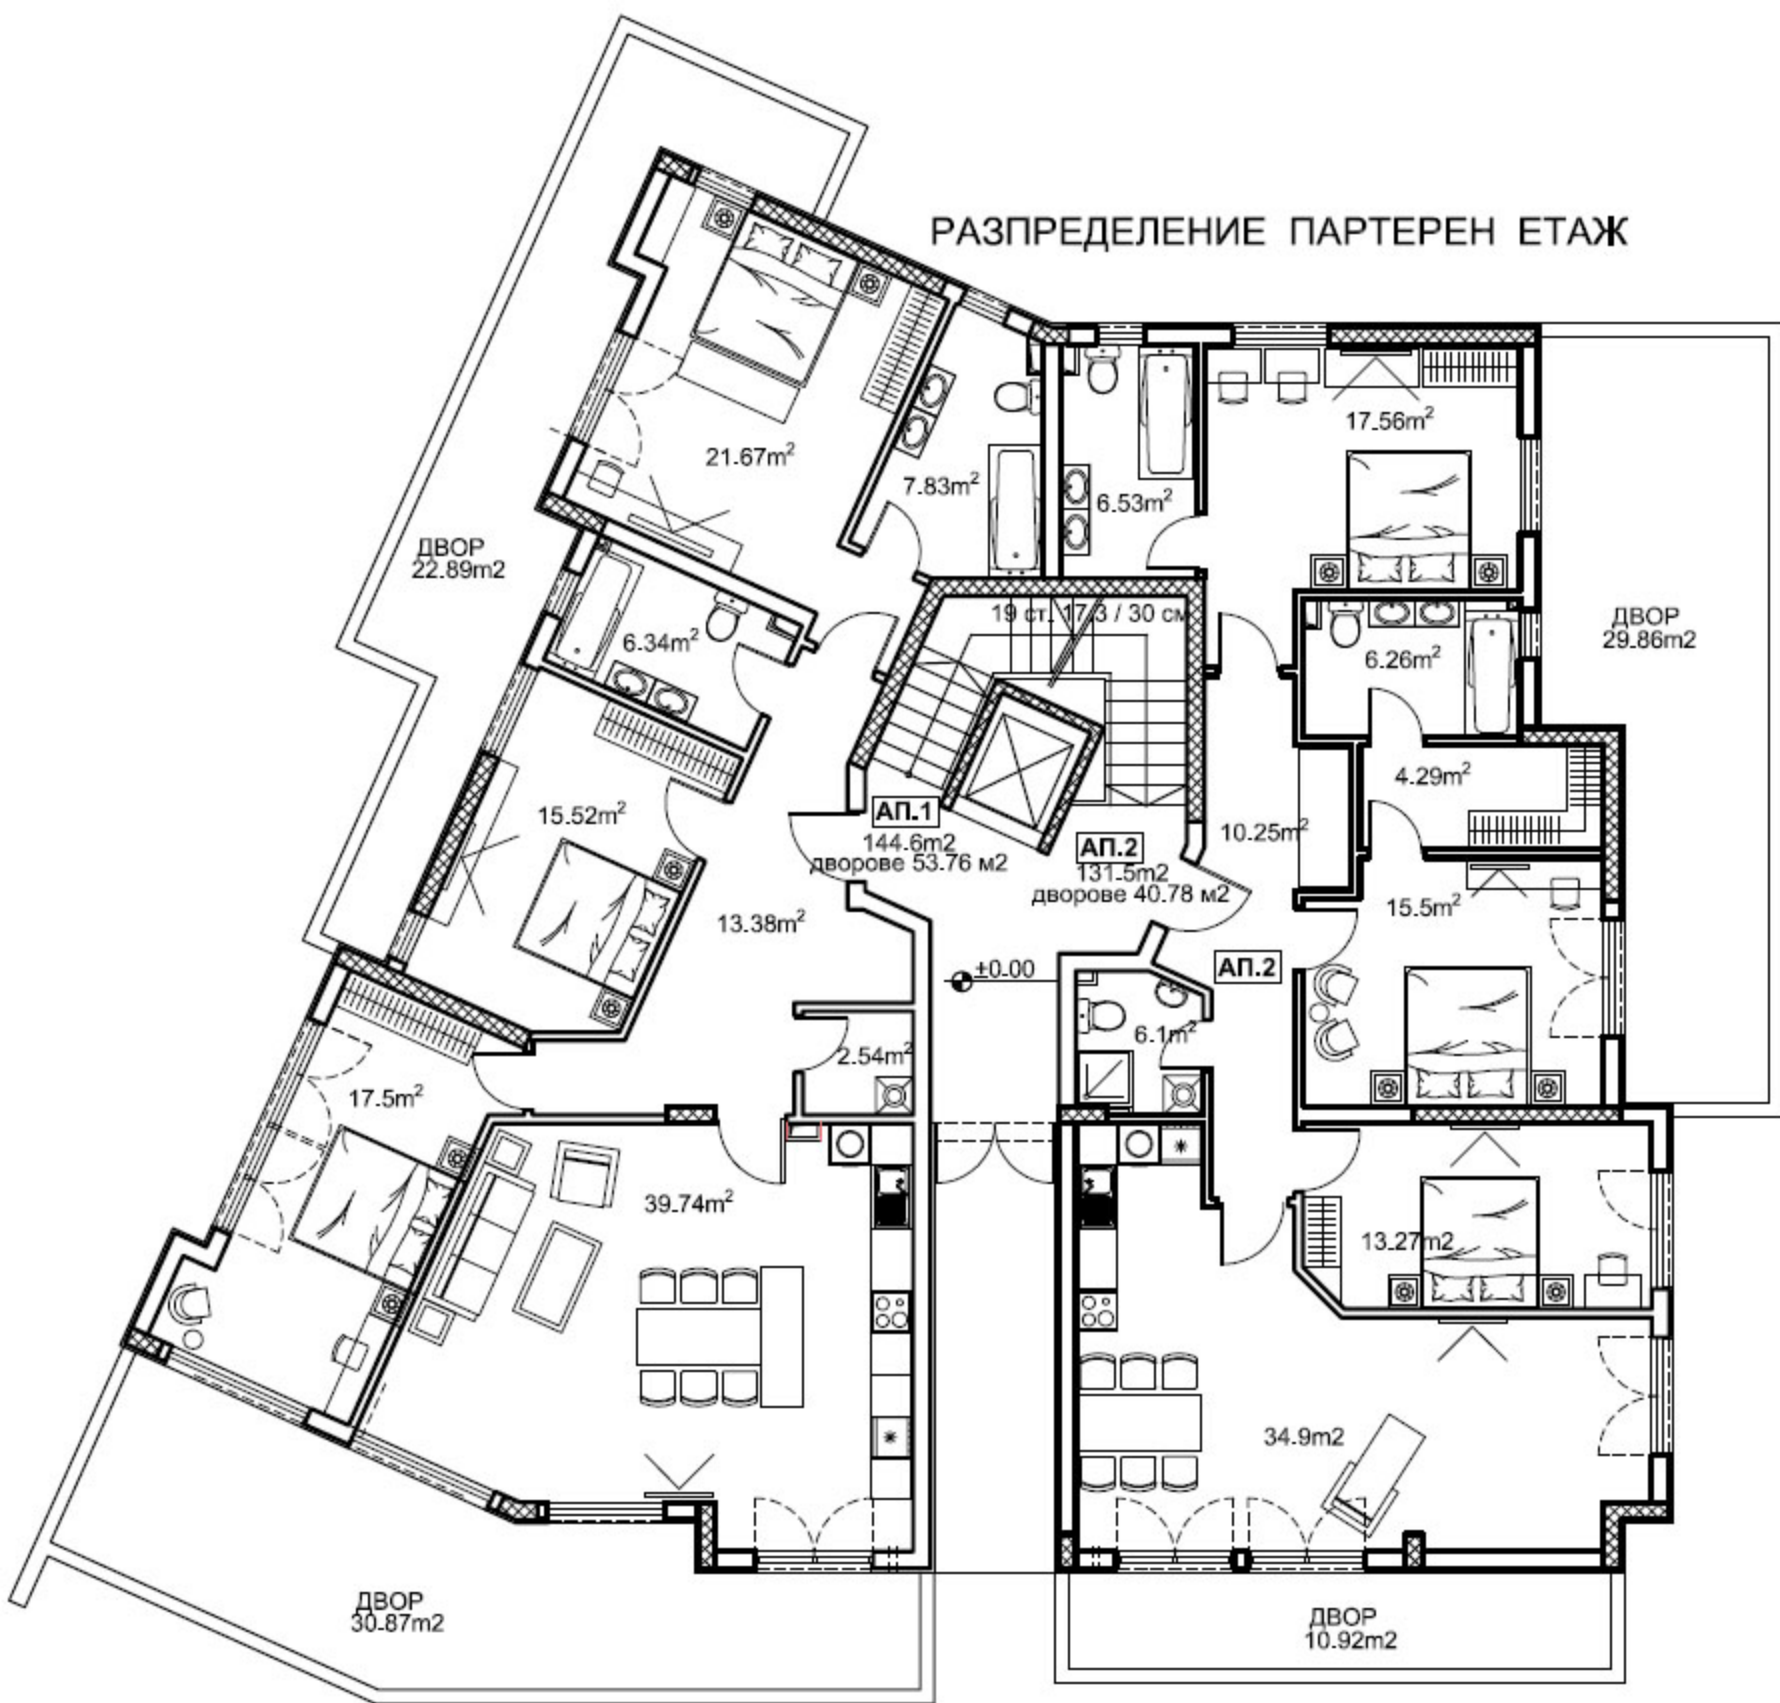 РАЗПРЕДЕЛЕНИЕ ПАРТЕРЕН ЕТАЖ
17.56m²
21.67m²
7.83m²
6.53m²
ДВОР
22.89m2
19 ст. 17.3 / 30 см
ДВОР
29.86m2
6.34m²
6.26m²
4.29m²
15.52m²
АП.1
144.6m2
дворове 53.76 м2
АП.2
131.5m2
дворове 40.78 м2
10.25m²
15.5m²
13.38m²
±0.00
АП.2
6.1m²
2.54m²
17.5m²
39.74m²
13.27m2
34.9m2
ДВОР
30.87m2
ДВОР
10.92m2